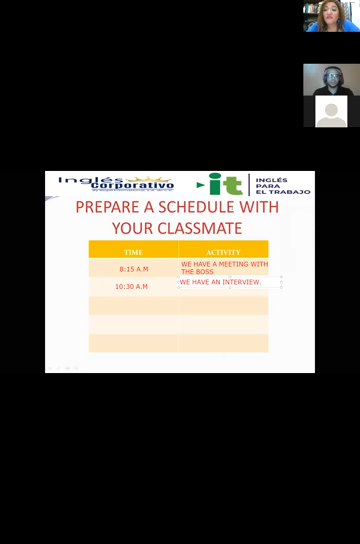 Inglés
Corporativo
it
INGLÉS
PARA
EL TRABAJO
PREPARE A SCHEDULE WITH
YOUR CLASSMATE
TIME
ACTIVITY
8:15 A.M
WE HAVE A MEETING WITH
THE BOSS
10:30 A.M
WE HAVE AN INTERVIEW.